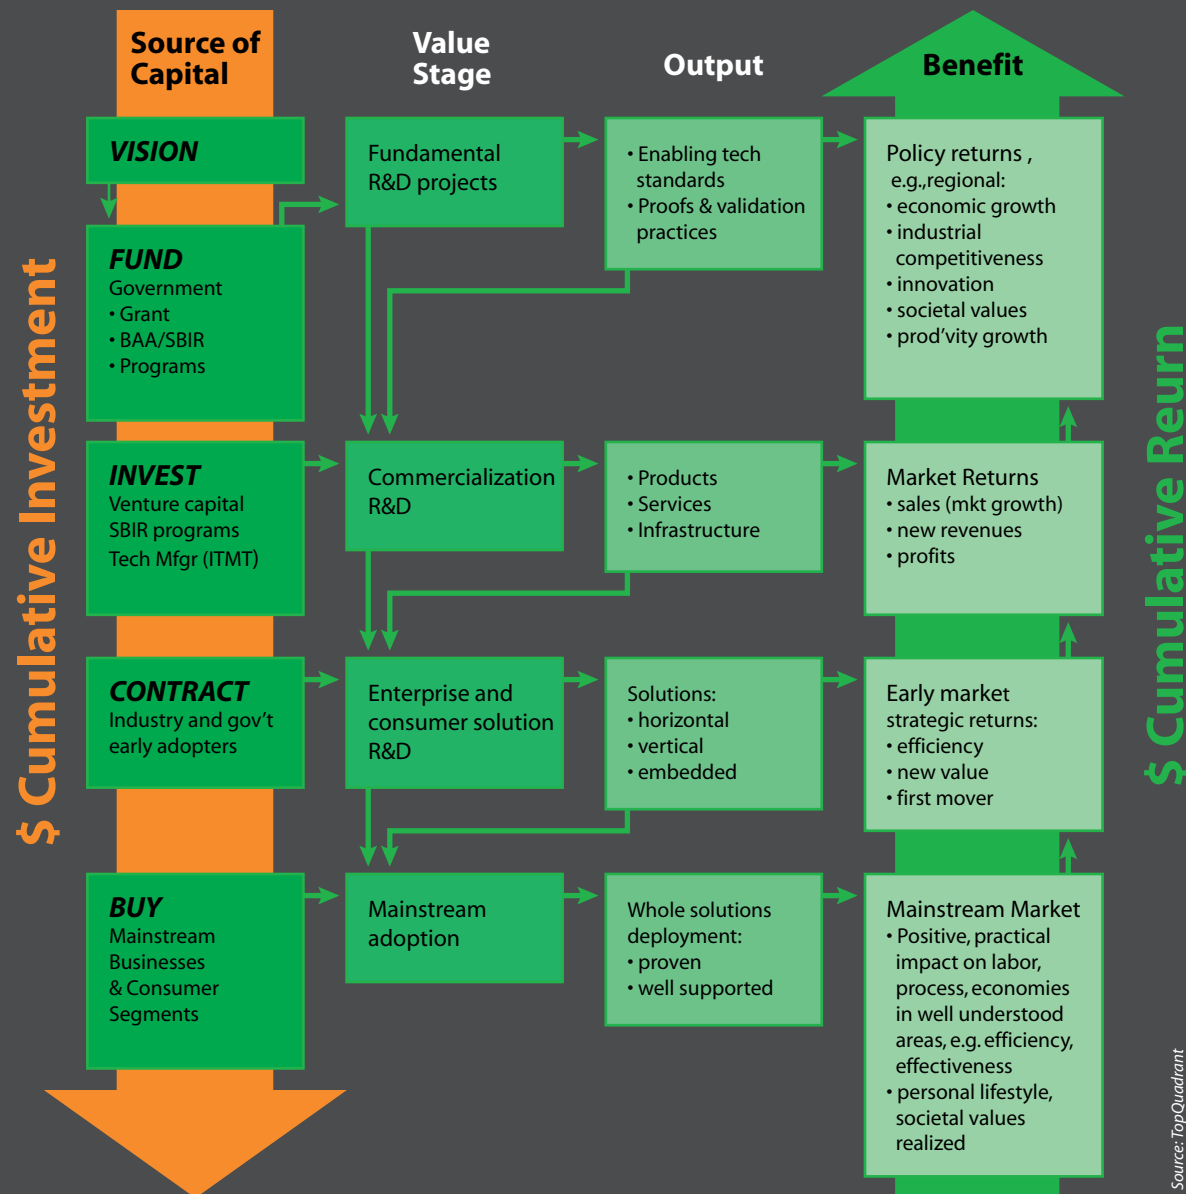 Source of
Capital
Value
Stage
Output
Benefit
$ Cumulative Investment
VISION
FUND
Government
• Grant
• BAA/SBIR
• Programs
Fundamental
R&D projects
• Enabling tech
standards
• Proofs & validation
practices
Policy returns ,
e.g.,regional:
• economic growth
• industrial
competitiveness
• innovation
• societal values
• prod’vity growth
INVEST
Venture capital
SBIR programs
Tech Mfgr (ITMT)
Commercialization
R&D
• Products
• Services
• Infrastructure
Market Returns
• sales (mkt growth)
• new revenues
• profits
CONTRACT
Industry and gov’t
early adopters
Enterprise and
consumer solution
R&D
Solutions:
• horizontal
• vertical
• embedded
Early market
strategic returns:
• efficiency
• new value
• first mover
BUY
Mainstream
Businesses
& Consumer
Segments
Mainstream
adoption
Whole solutions
deployment:
• proven
• well supported
Mainstream Market
• Positive, practical
impact on labor,
process, economies
in well understood
areas, e.g. efficiency,
effectiveness
• personal lifestyle,
societal values
realized
$ Cumulative Reurn
Source: TopQuadrant